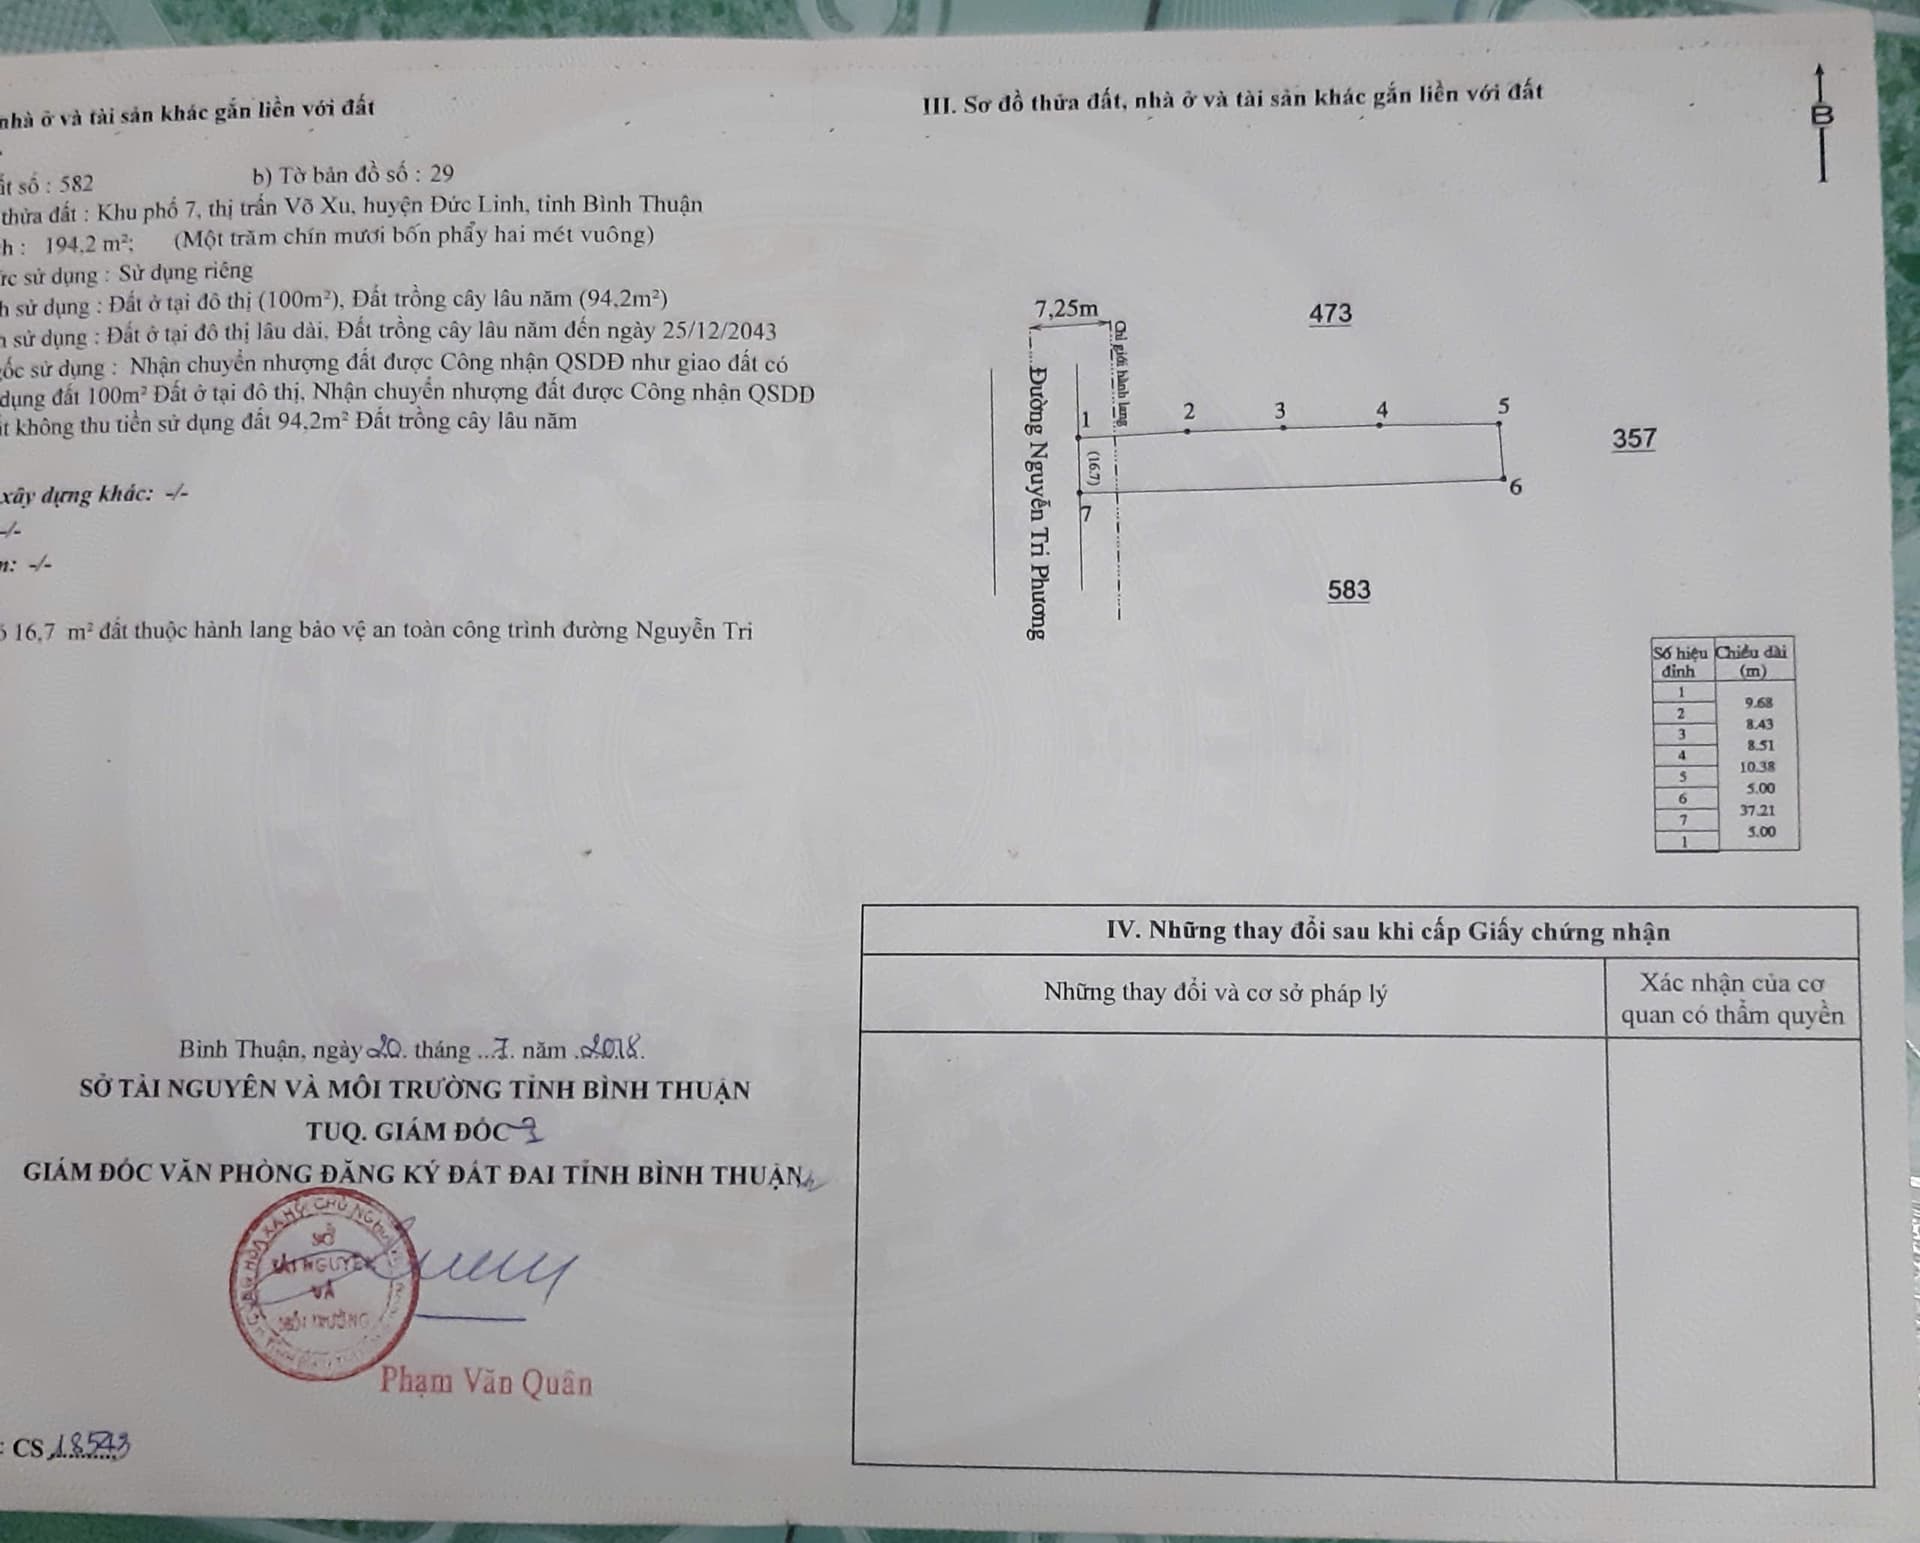 nhà ở và tài sản khác gắn liền với đất
ất số : 582 b) Tờ bản đồ số : 29
thửa đất : Khu phố 7, thị trấn Võ Xu, huyện Đức Linh, tỉnh Bình Thuận
h : 194,2 m²; (Một trăm chín mươi bốn phẩy hai mét vuông)
ức sử dụng : Sử dụng riêng
h sử dụng : Đất ở tại đô thị (100m²), Đất trồng cây lâu năm (94,2m²)
n sử dụng : Đất ở tại đô thị lâu dài, Đất trồng cây lâu năm đến ngày 25/12/2043
gốc sử dụng : Nhận chuyển nhượng đất được Công nhận QSDĐ như giao đất có
dụng đất 100m² Đất ở tại đô thị, Nhận chuyển nhượng đất được Công nhận QSDĐ
ất không thu tiền sử dụng đất 94,2m² Đất trồng cây lâu năm
xây dựng khác: -/-
-/-
n: -/-
ó 16,7 m² đất thuộc hành lang bảo vệ an toàn công trình đường Nguyễn Tri
Bình Thuận, ngày 20. tháng ...7. năm .2018.
SỞ TÀI NGUYÊN VÀ MÔI TRƯỜNG TỈNH BÌNH THUẬN
TUQ. GIÁM ĐỐC
GIÁM ĐỐC VĂN PHÒNG ĐĂNG KÝ ĐẤT ĐAI TỈNH BÌNH THUẬN
SỞ
TÀI NGUYÊN
VÀ
MÔI TRƯỜNG
Phạm Văn Quân
: CS 18543
III. Sơ đồ thửa đất, nhà ở và tài sản khác gắn liền với đất
B
7,25m
473
Chỉ giới hành lang
Đường Nguyễn Tri Phương
1 2 3 4 5
357
(16.7)
6
7
583
Số hiệu đỉnh Chiều dài (m)
1
9.68
2
8.43
3
8.51
4
10.38
5
5.00
6
37.21
7
5.00
1
IV. Những thay đổi sau khi cấp Giấy chứng nhận
Những thay đổi và cơ sở pháp lý
Xác nhận của cơ
quan có thẩm quyền